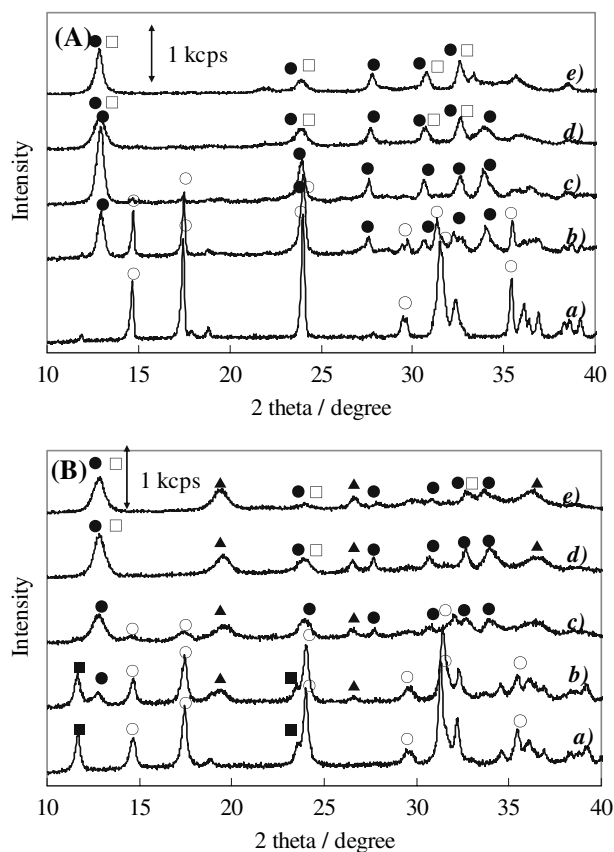 (A)
1 kcps
e)
d)
c)
b)
a)
Intensity
10 15 20 25 30 35 40
2 theta / degree
(B)
1 kcps
e)
d)
c)
b)
a)
Intensity
10 15 20 25 30 35 40
2 theta / degree